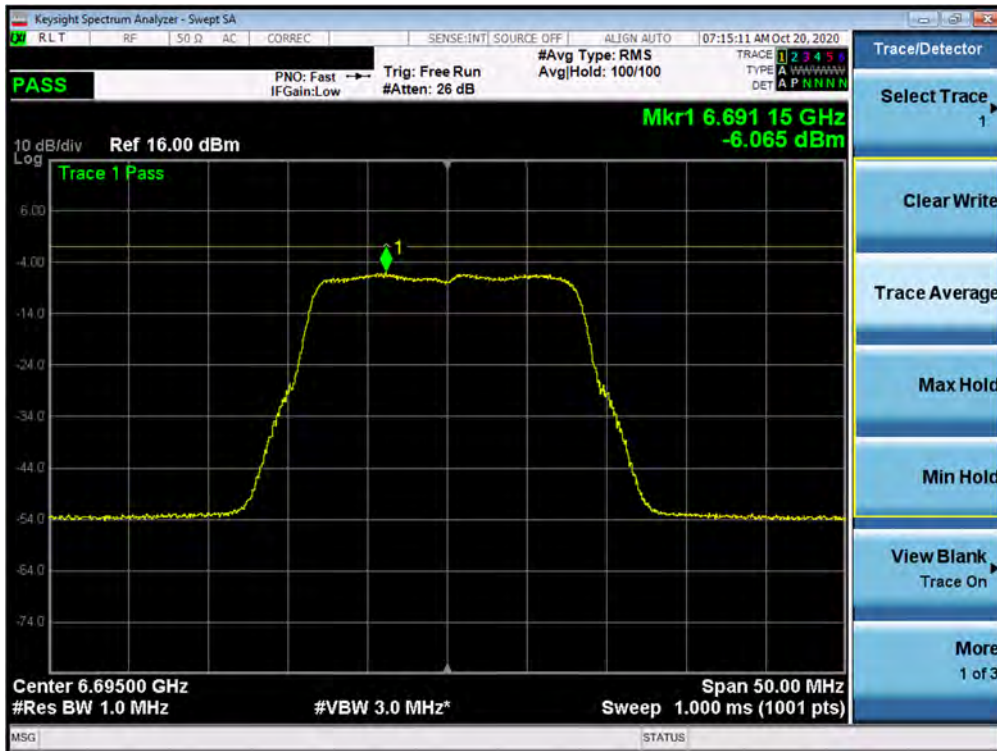 Keysight Spectrum Analyzer - Swept SA
LXI RLT RF 50 Ω AC CORREC SENSE:INT SOURCE OFF ALIGN AUTO 07:15:11 AM Oct 20, 2020
PASS
PNO: Fast
IFGain:Low
Trig: Free Run
#Atten: 26 dB
#Avg Type: RMS
Avg|Hold: 100/100
TRACE 1 2 3 4 5 6
TYPE A WWWWW
DET A P N N N N
Mkr1 6.691 15 GHz
-6.065 dBm
10 dB/div Ref 16.00 dBm
Log
Trace 1 Pass
1
6.00
-4.00
-14.0
-24.0
-34.0
-44.0
-54.0
-64.0
-74.0
Center 6.69500 GHz
Span 50.00 MHz
#Res BW 1.0 MHz
#VBW 3.0 MHz*
Sweep 1.000 ms (1001 pts)
MSG
STATUS
Trace/Detector
Select Trace
1
Clear Write
Trace Average
Max Hold
Min Hold
View Blank
Trace On
More
1 of 3